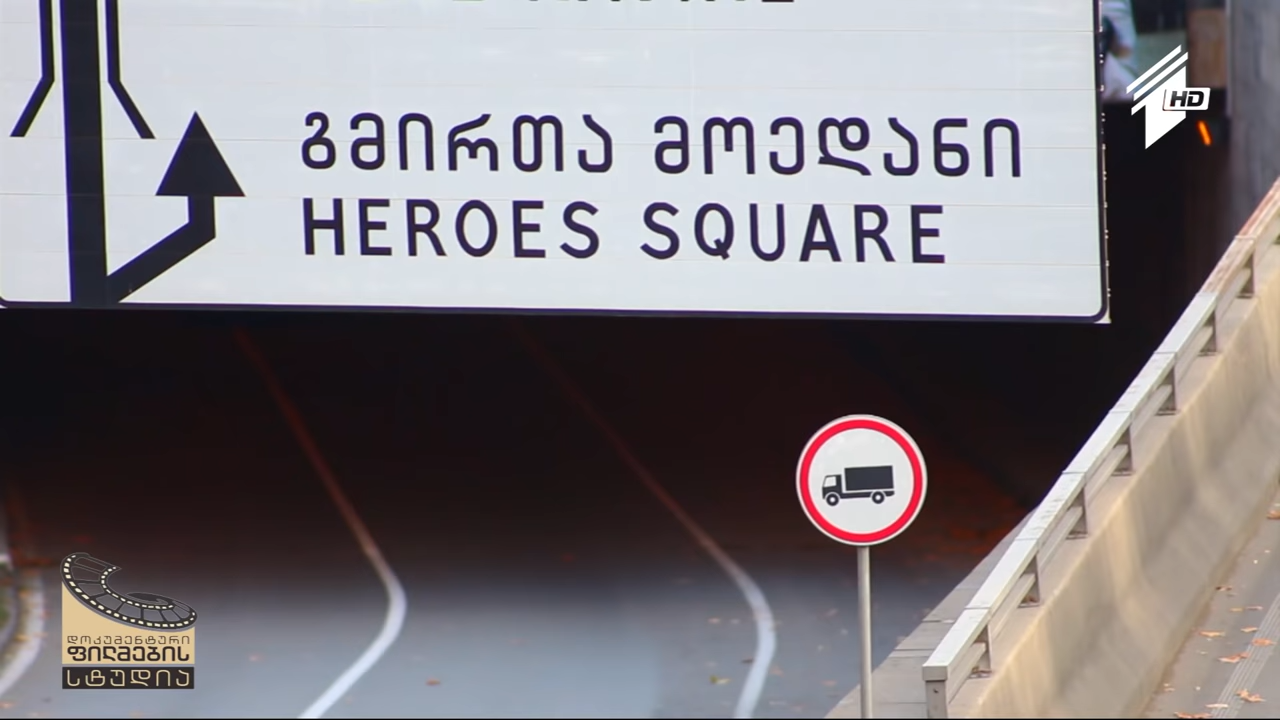 გმირთა მოედანი
HEROES SQUARE
HD
დოკუმენტური
ფილმების
სტუდია